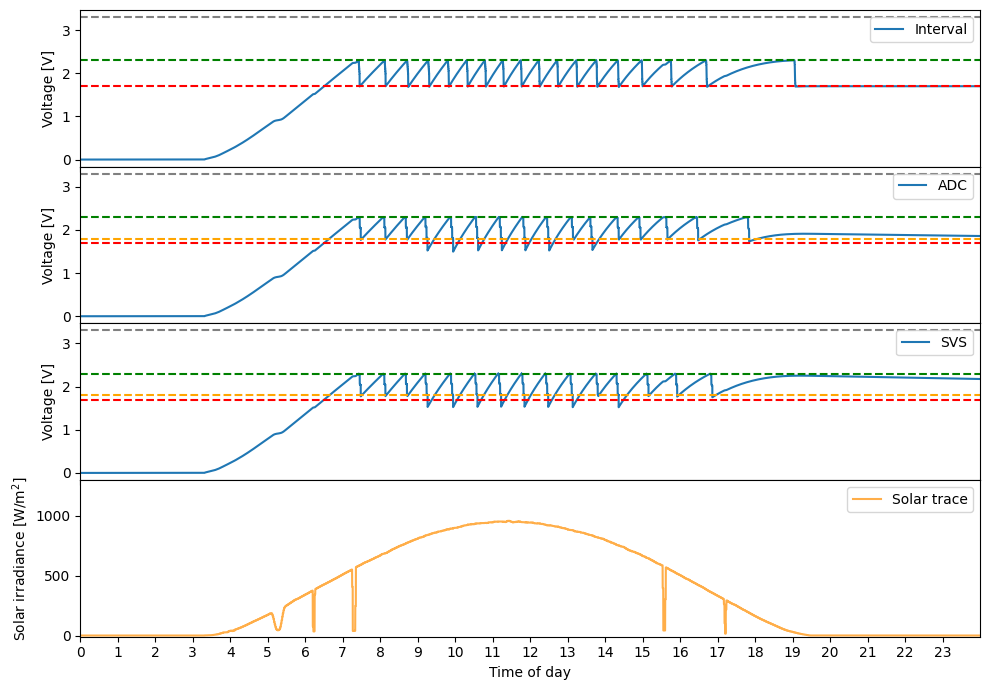 Voltage [V]
3
2
1
0
Interval
Voltage [V]
3
2
1
0
ADC
Voltage [V]
3
2
1
0
SVS
Solar irradiance [W/m²]
1000
500
0
Solar trace
0 1 2 3 4 5 6 7 8 9 10 11 12 13 14 15 16 17 18 19 20 21 22 23
Time of day